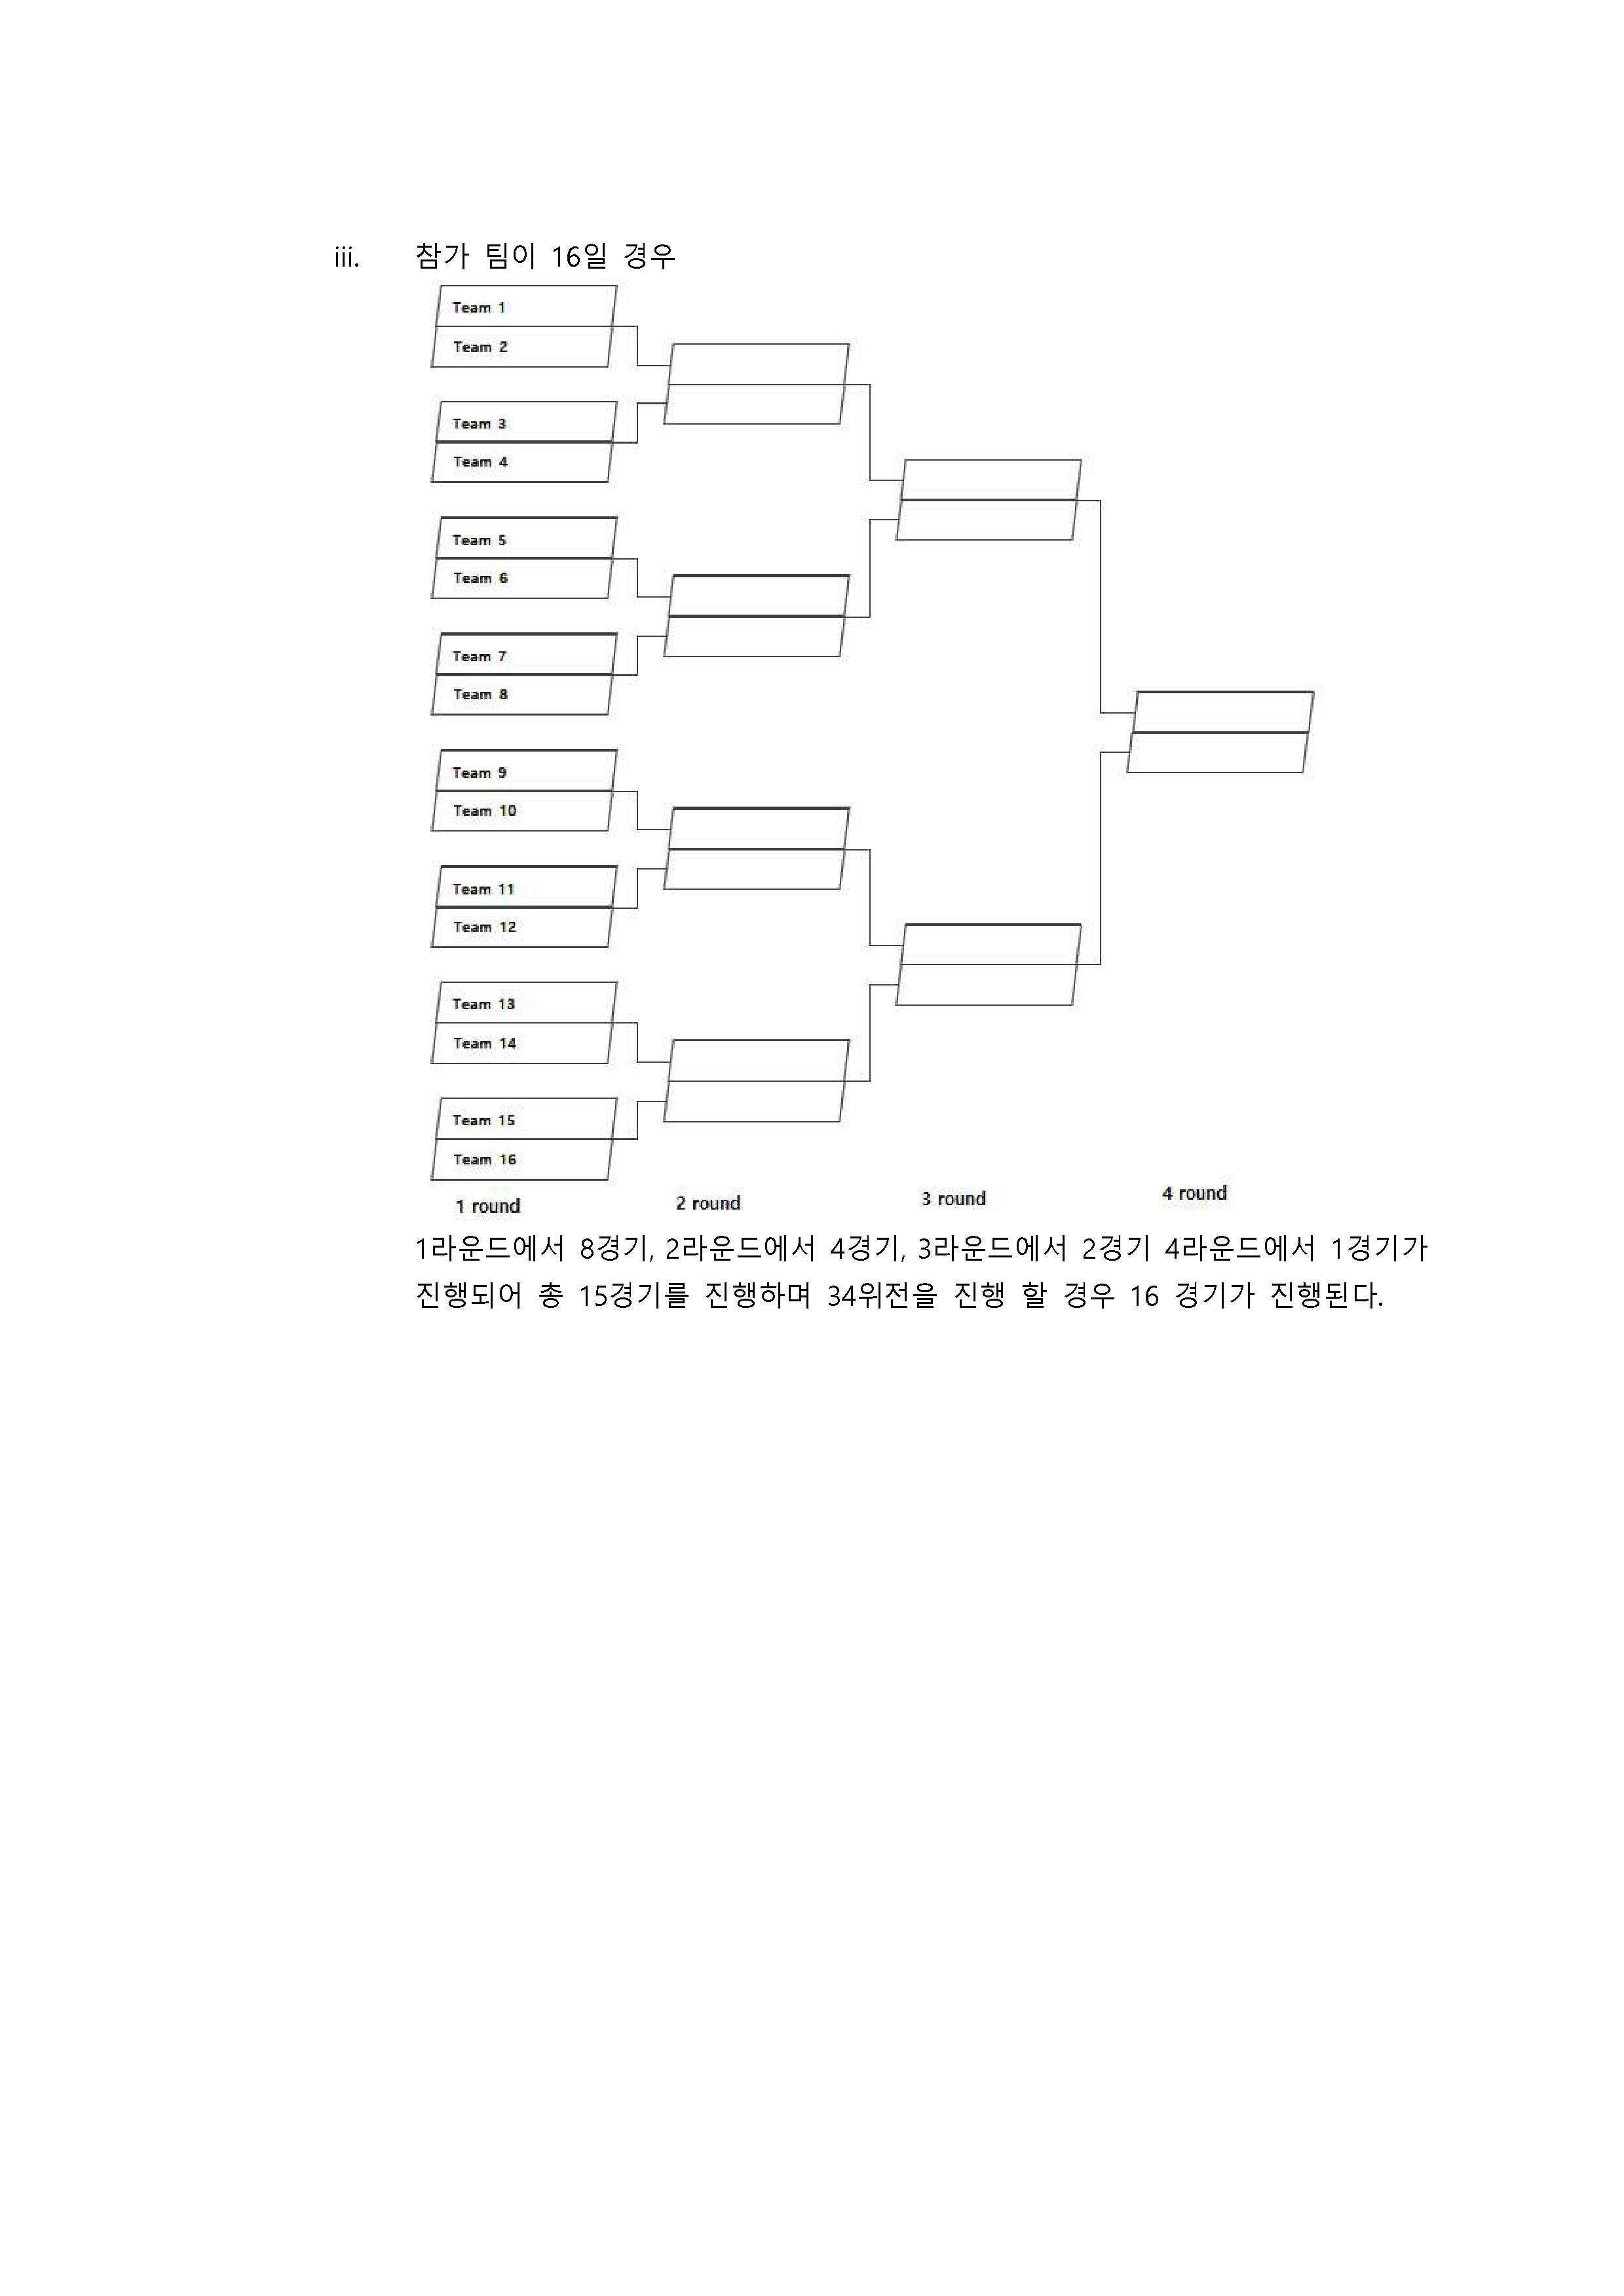 iii. 참가 팀이 16일 경우
Team 1
Team 2
Team 3
Team 4
Team 5
Team 6
Team 7
Team 8
Team 9
Team 10
Team 11
Team 12
Team 13
Team 14
Team 15
Team 16
1 round
2 round
3 round
4 round
1라운드에서 8경기, 2라운드에서 4경기, 3라운드에서 2경기 4라운드에서 1경기가
진행되어 총 15경기를 진행하며 34위전을 진행 할 경우 16 경기가 진행된다.